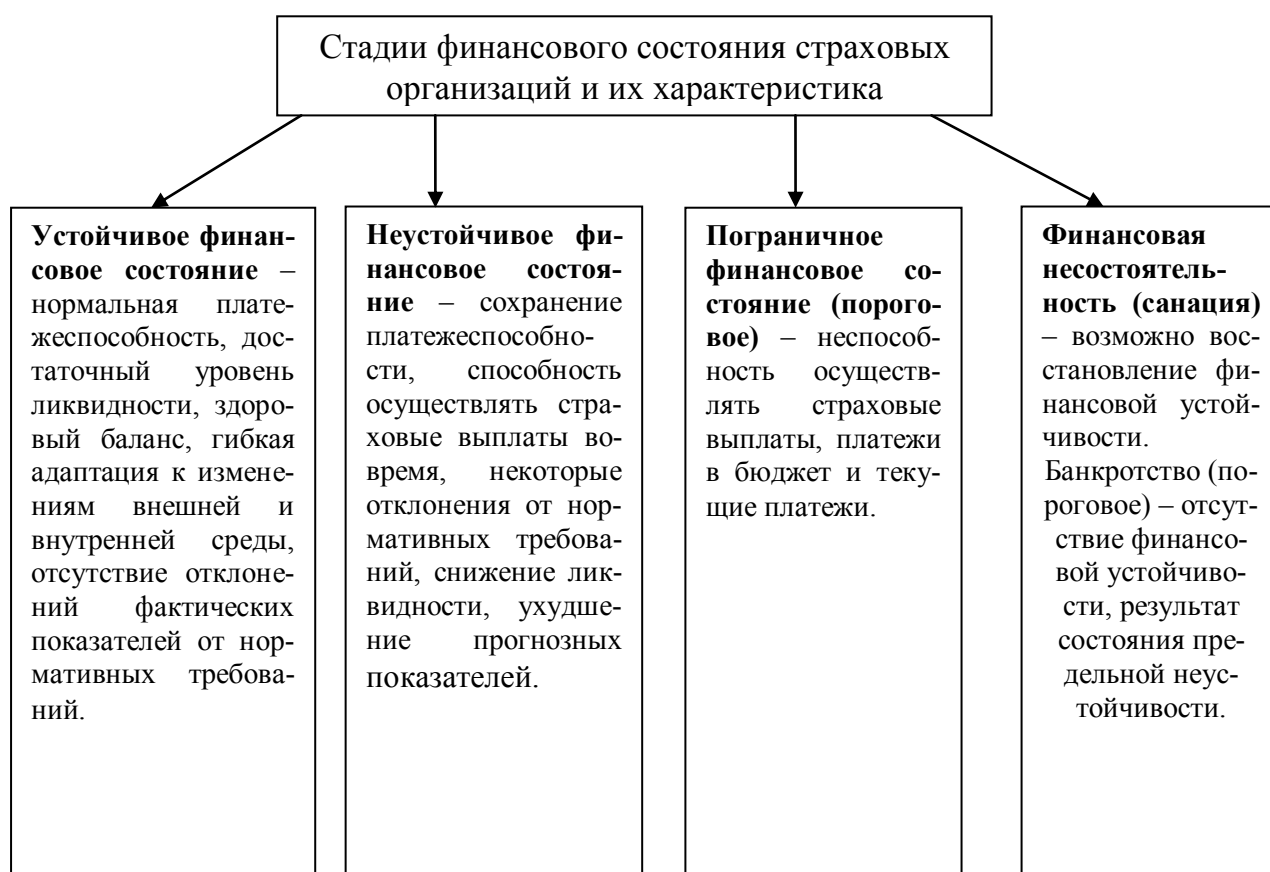 Стадии финансового состояния страховых
организаций и их характеристика
Устойчивое финан-
совое состояние –
нормальная плате-
жеспособность, дос-
таточный уровень
ликвидности, здоро-
вый баланс, гибкая
адаптация к измене-
ниям внешней и
внутренней среды,
отсутствие отклоне-
ний фактических
показателей от нор-
мативных требова-
ний.
Неустойчивое фи-
нансовое состоя-
ние – сохранение
платежеспособно-
сти, способность
осуществлять стра-
ховые выплаты во-
время, некоторые
отклонения от нор-
мативных требова-
ний, снижение лик-
видности, ухудше-
ние прогнозных
показателей.
Пограничное
финансовое со-
стояние (порого-
вое) – неспособ-
ность осуществ-
лять страховые
выплаты, платежи
в бюджет и теку-
щие платежи.
Финансовая
несостоятель-
ность (санация)
– возможно вос-
становление фи-
нансовой устой-
чивости.
Банкротство (по-
роговое) – отсут-
ствие финансо-
вой устойчиво-
сти, результат
состояния пре-
дельной неус-
тойчивости.